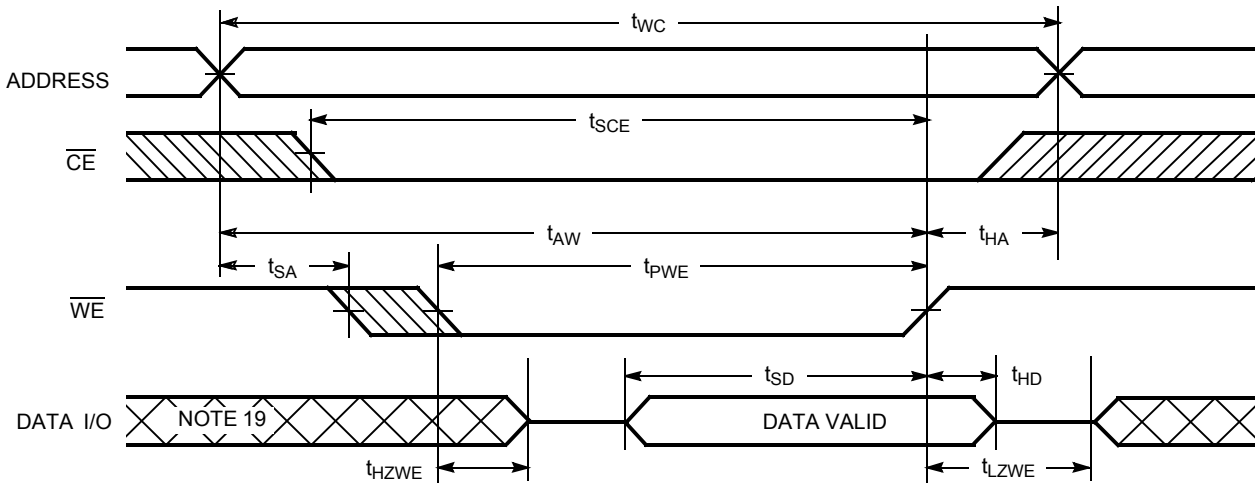 tWC
ADDRESS
tSCE
CE
tAW
tHA
tSA
tPWE
WE
tSD
tHD
DATA I/O
NOTE 19
DATA VALID
tHZWE
tLZWE